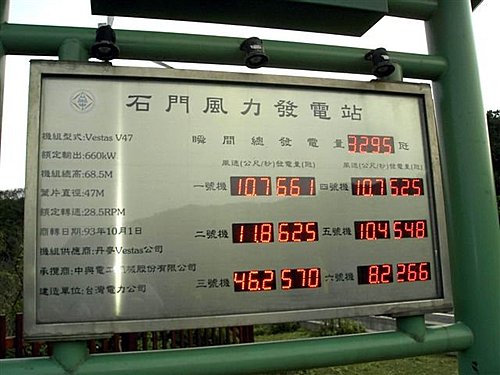 石門風力發電站
機組型式:Vestas V47
額定輸出:660kW
機組總高:68.5M
葉片直徑:47M
額定轉速:28.5RPM
商轉日期:93年10月1日
機組供應商:丹麥Vestas公司
承攬商:中興電工機械股份有限公司
建造單位:台灣電力公司
瞬間總發電量 3,295 瓩
風速(公尺/秒)發電量(瓩) 風速(公尺/秒)發電量(瓩)
一號機 10.7 661 四號機 10.7 625
二號機 11.8 625 五號機 10.4 548
三號機 46.2 570 六號機 8.2 266